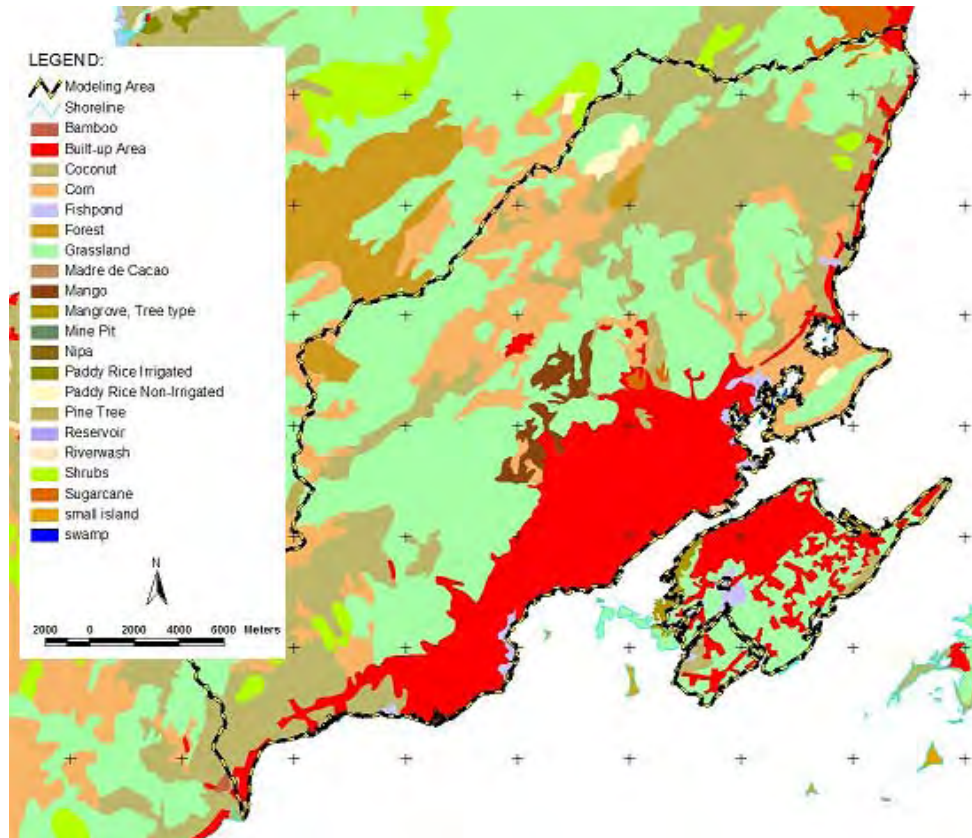 LEGEND:
Modeling Area
Shoreline
Bamboo
Built-up Area
Coconut
Corn
Fishpond
Forest
Grassland
Madre de Cacao
Mango
Mangrove, Tree type
Mine Pit
Nipa
Paddy Rice Irrigated
Paddy Rice Non-Irrigated
Pine Tree
Reservoir
Riverwash
Shrubs
Sugarcane
small island
swamp
N
2000 0 2000 4000 6000 Meters